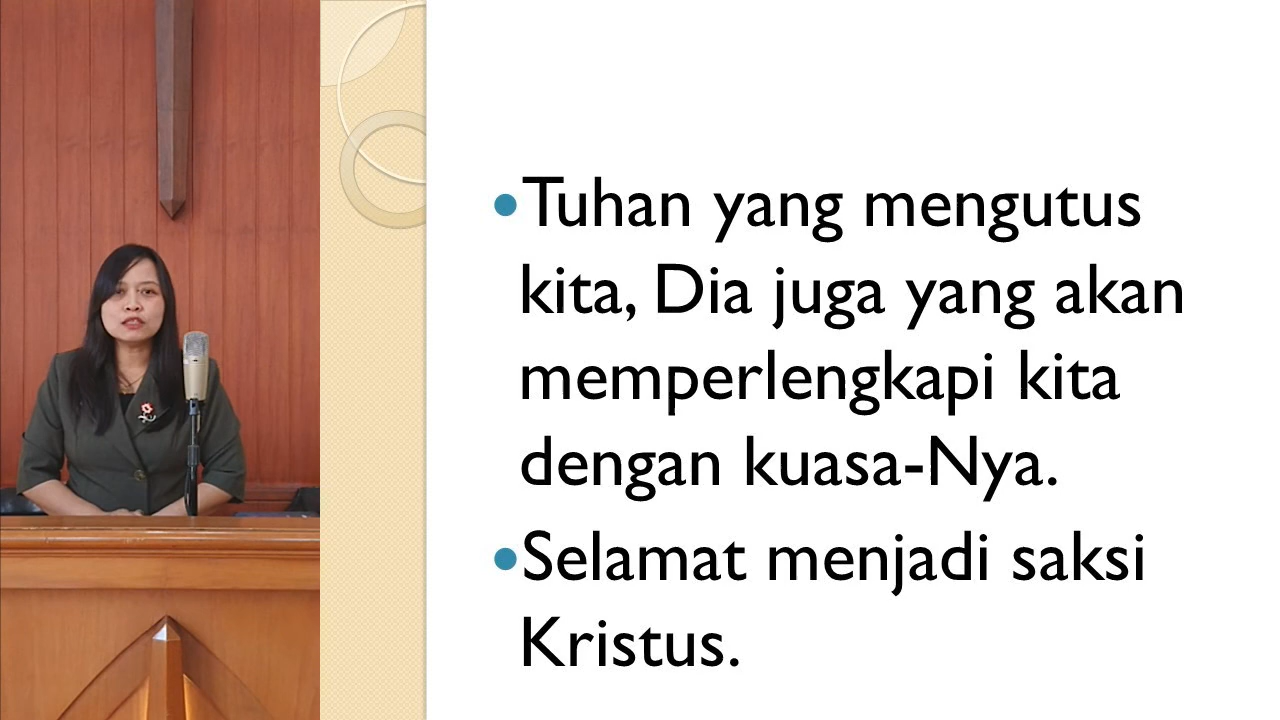 •Tuhan yang mengutus
kita, Dia juga yang akan
memperlengkapi kita
dengan kuasa-Nya.
•Selamat menjadi saksi
Kristus.